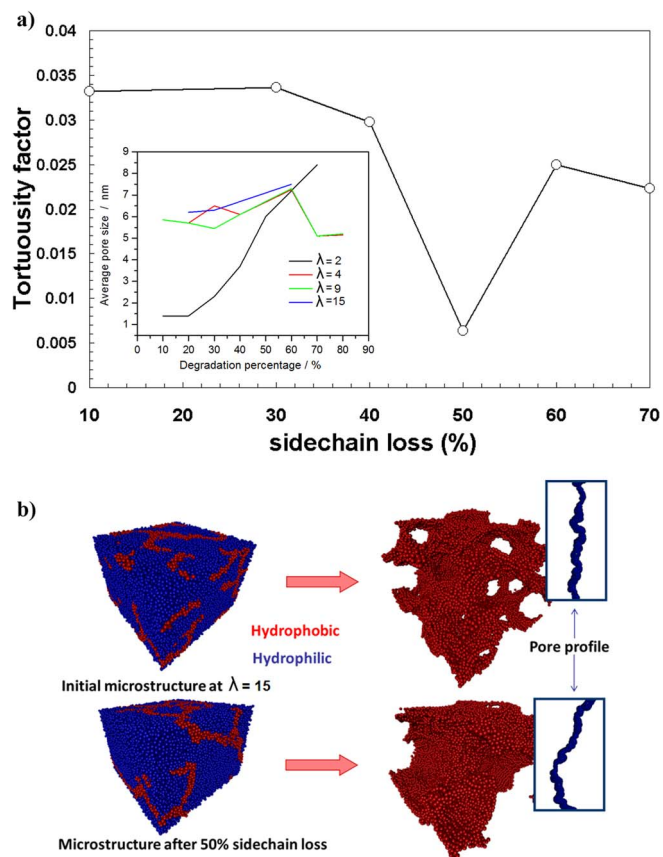 a)
0.04
0.035
0.03
0.025
0.02
0.015
0.01
0.005
0
Tortuousity factor
10 20 30 40 50 60 70
sidechain loss (%)
9
8
7
6
5
4
3
2
1
Average pore size / nm
λ = 2
λ = 4
λ = 9
λ = 15
0 10 20 30 40 50 60 70 80 90
Degradation percentage / %
b)
Hydrophobic
Hydrophilic
Pore profile
Initial microstructure at λ = 15
Microstructure after 50% sidechain loss